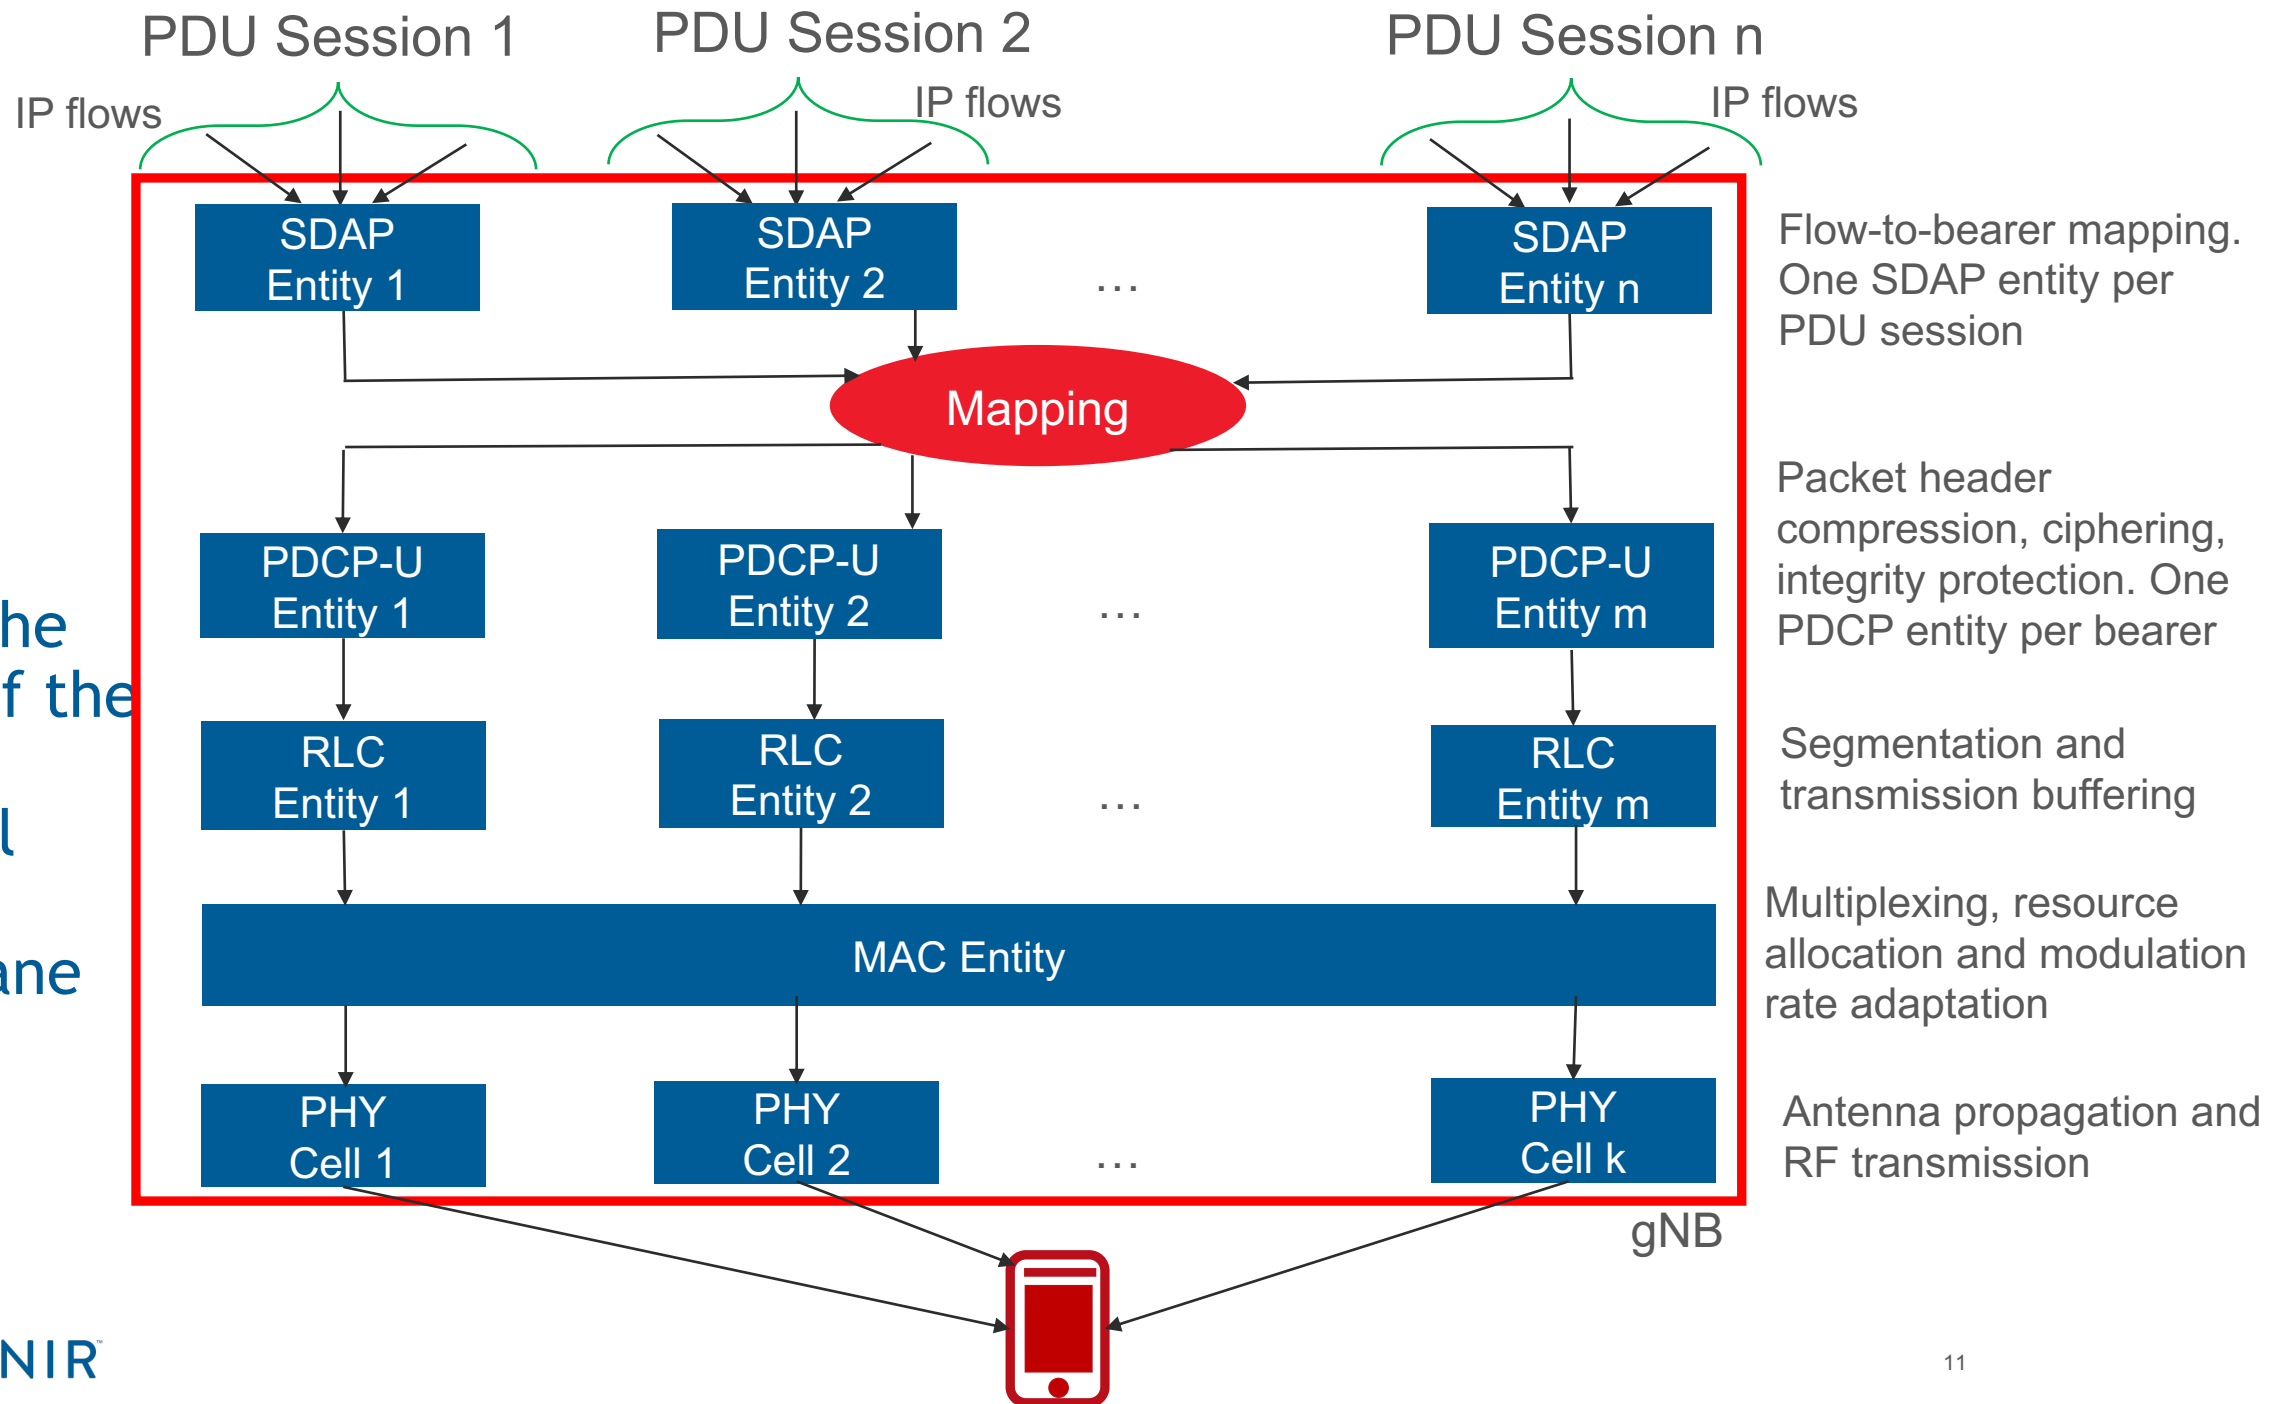 PDU Session 1
PDU Session 2
PDU Session n
IP flows
IP flows
IP flows
SDAP
Entity 1
SDAP
Entity 2
...
SDAP
Entity n
Flow-to-bearer mapping.
One SDAP entity per
PDU session
Mapping
PDCP-U
Entity 1
PDCP-U
Entity 2
...
PDCP-U
Entity m
Packet header
compression, ciphering,
integrity protection. One
PDCP entity per bearer
he
f the
l
ane
RLC
Entity 1
RLC
Entity 2
...
RLC
Entity m
Segmentation and
transmission buffering
MAC Entity
Multiplexing, resource
allocation and modulation
rate adaptation
PHY
Cell 1
PHY
Cell 2
...
PHY
Cell k
Antenna propagation and
RF transmission
gNB
NIR™
11